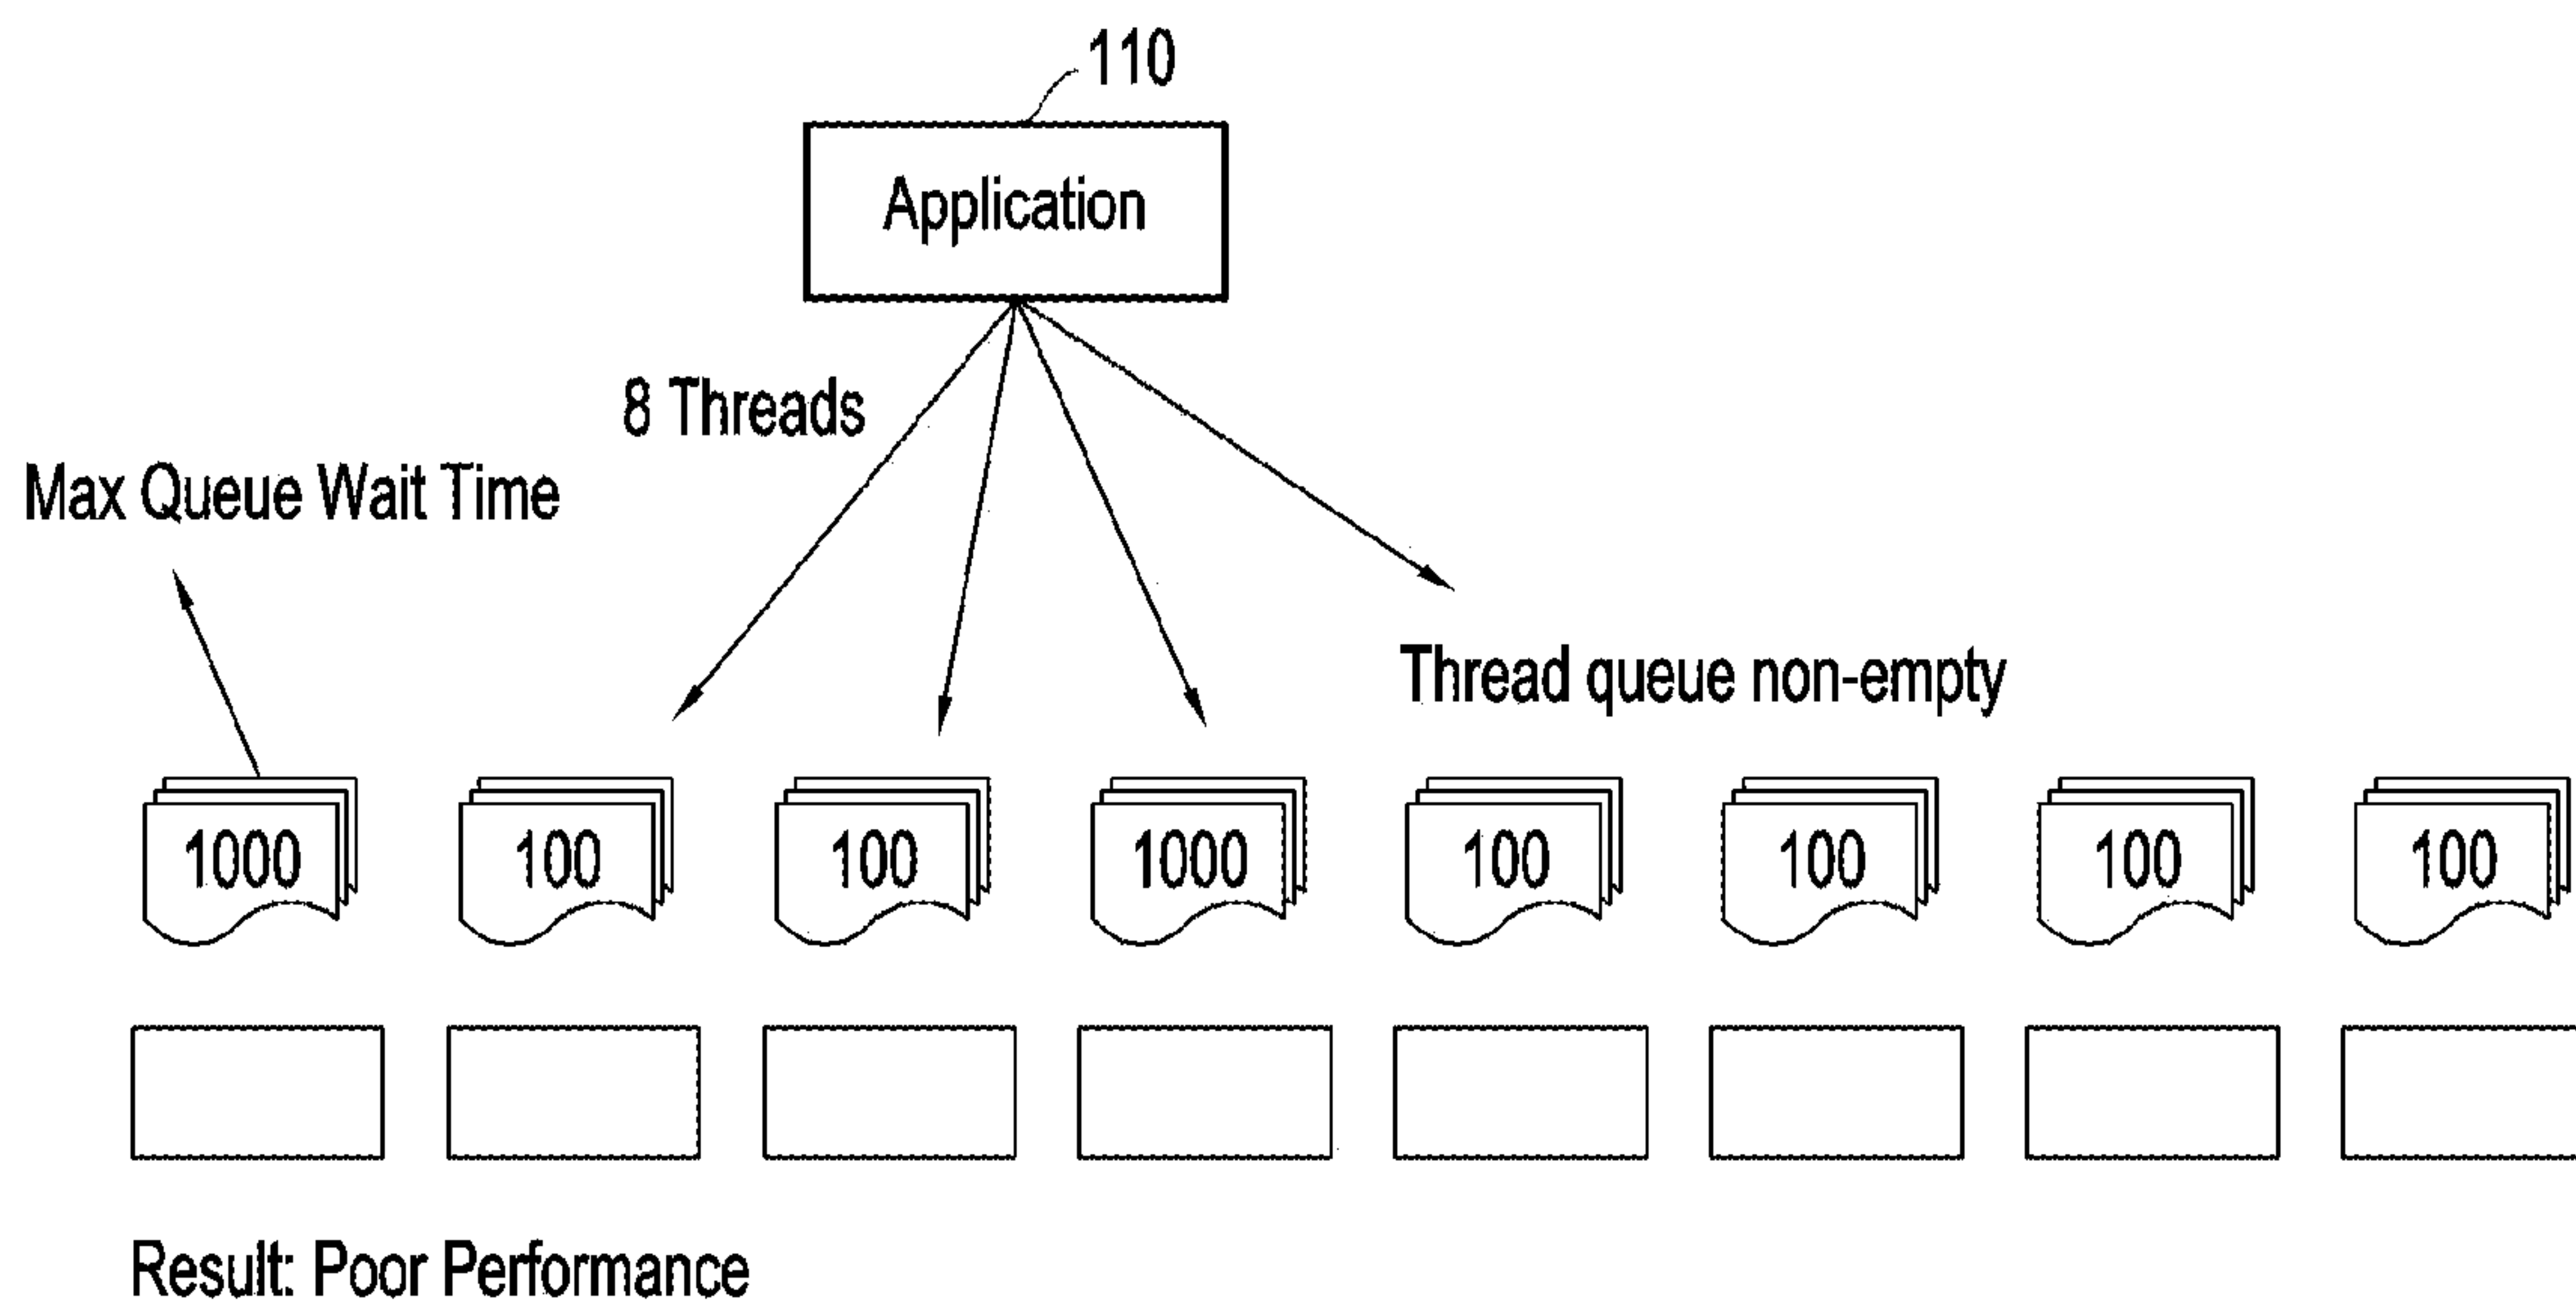 110
Application
8 Threads
Max Queue Wait Time
Thread queue non-empty
1000 100 100 1000 100 100 100 100
Result: Poor Performance